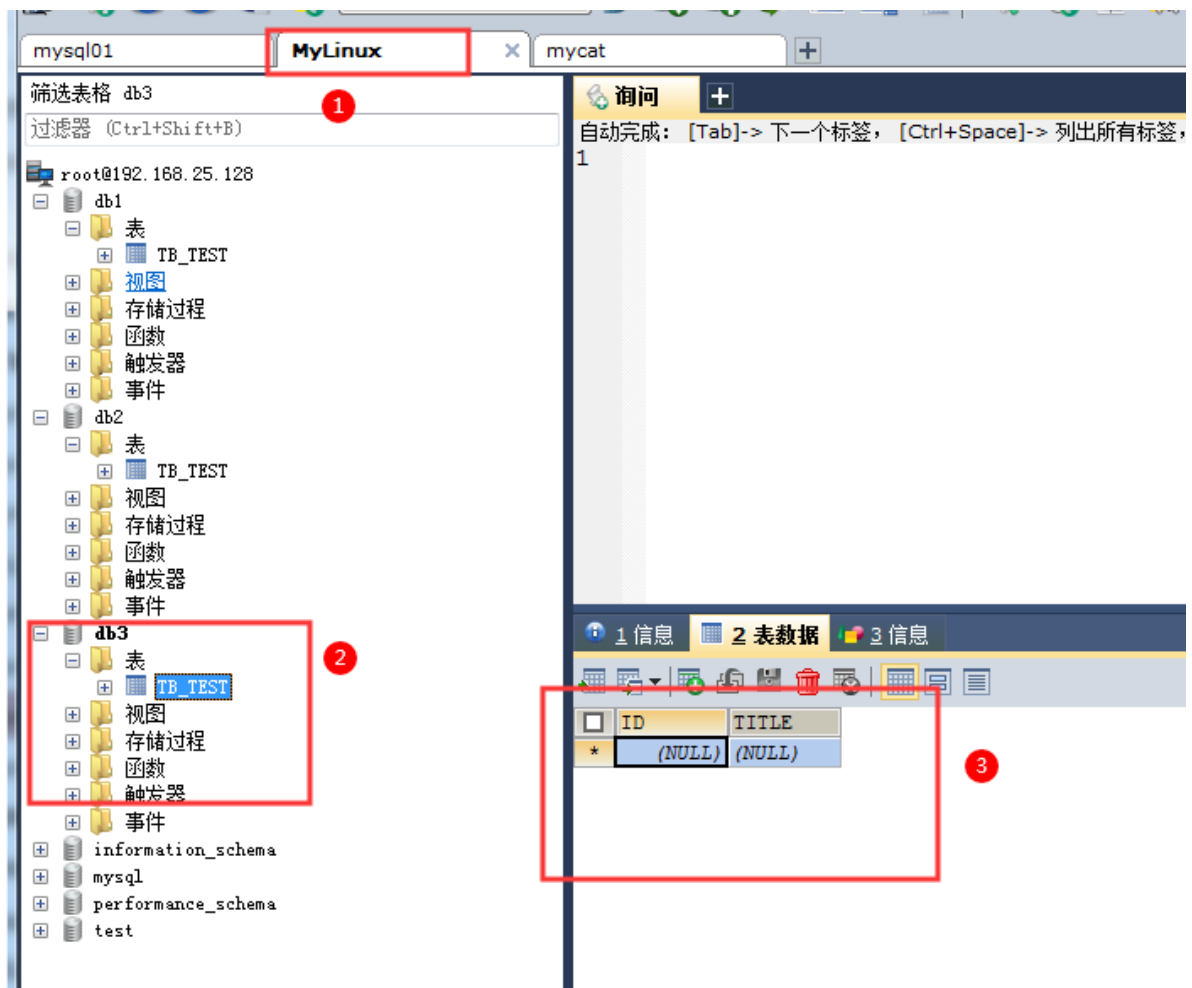 mysql01
MyLinux
mycat
筛选表格 db3
1
过滤器 (Ctrl+Shift+B)
root@192.168.25.128
db1
表
TB_TEST
视图
存储过程
函数
触发器
事件
db2
表
TB_TEST
视图
存储过程
函数
触发器
事件
db3
表
2
TB_TEST
视图
存储过程
函数
触发器
事件
information_schema
mysql
performance_schema
test
询问
自动完成: [Tab]-> 下一个标签, [Ctrl+Space]-> 列出所有标签,
1
1 信息 2 表数据 3 信息
ID TITLE
* (NULL) (NULL)
3